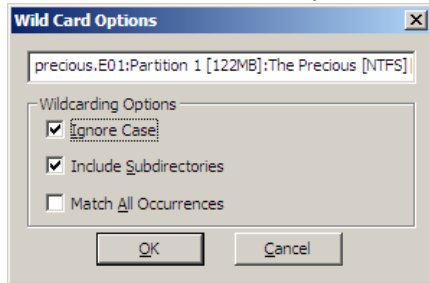 Wild Card Options
precious.E01:Partition 1 [122MB]:The Precious [NTFS]|
Wildcarding Options
Ignore Case
Include Subdirectories
Match All Occurrences
OK Cancel